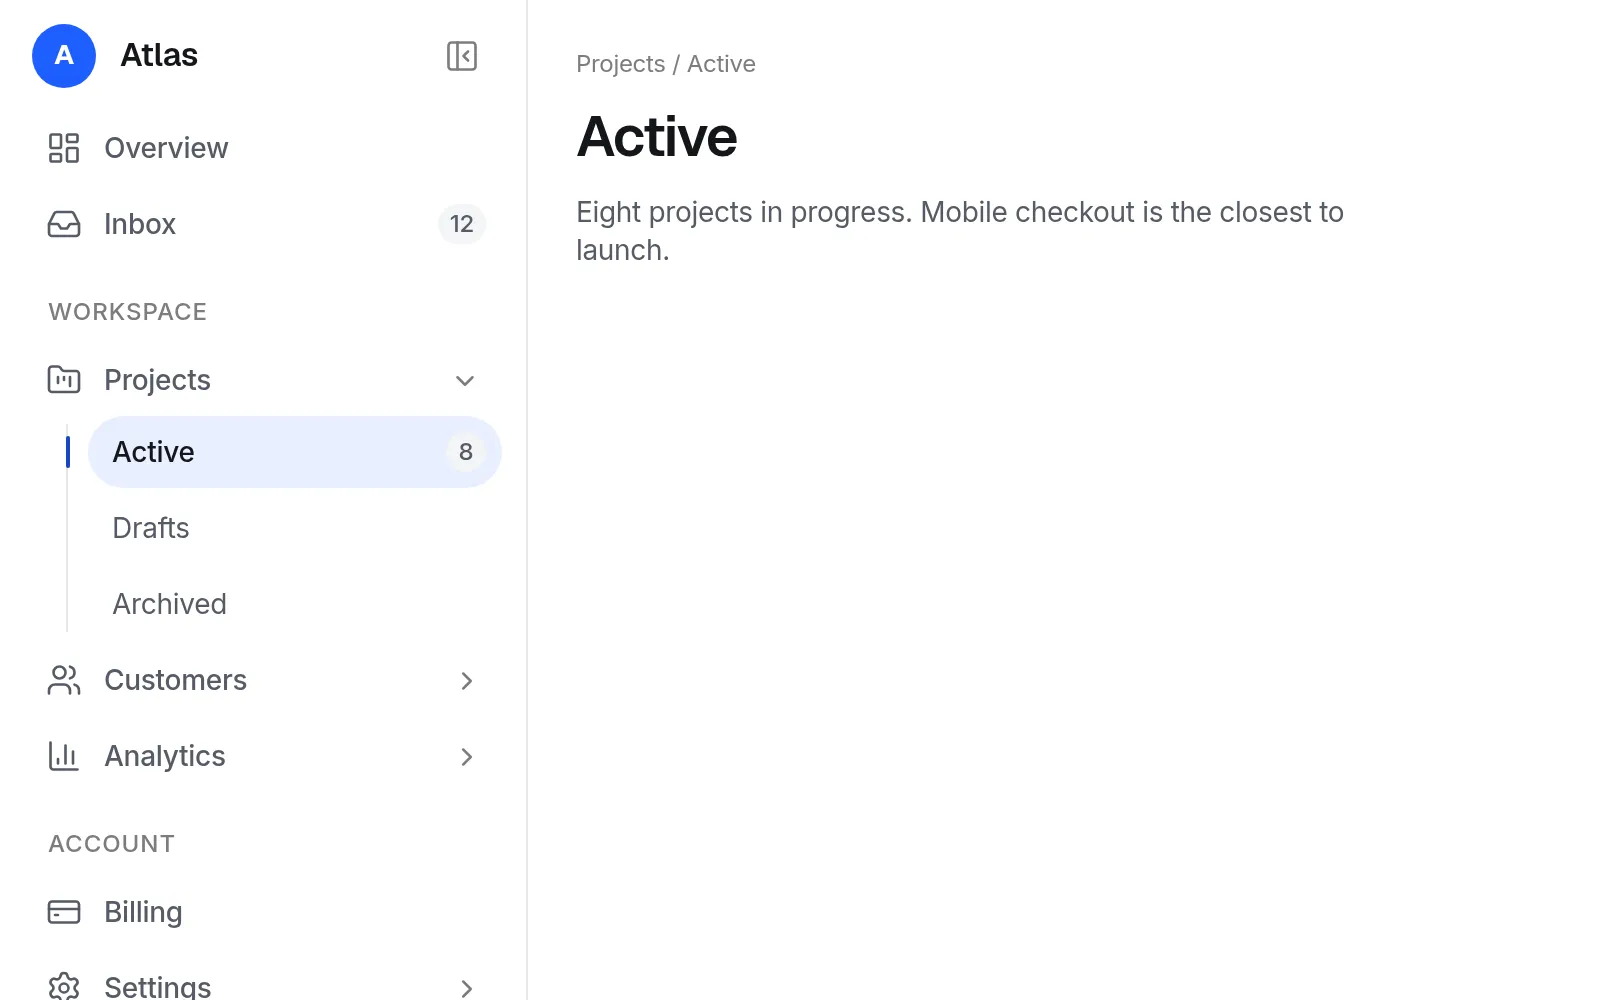 A
Atlas
Overview
Inbox 12
WORKSPACE
Projects
Active 8
Drafts
Archived
Customers
Analytics
ACCOUNT
Billing
Settings
Projects / Active
Active
Eight projects in progress. Mobile checkout is the closest to
launch.